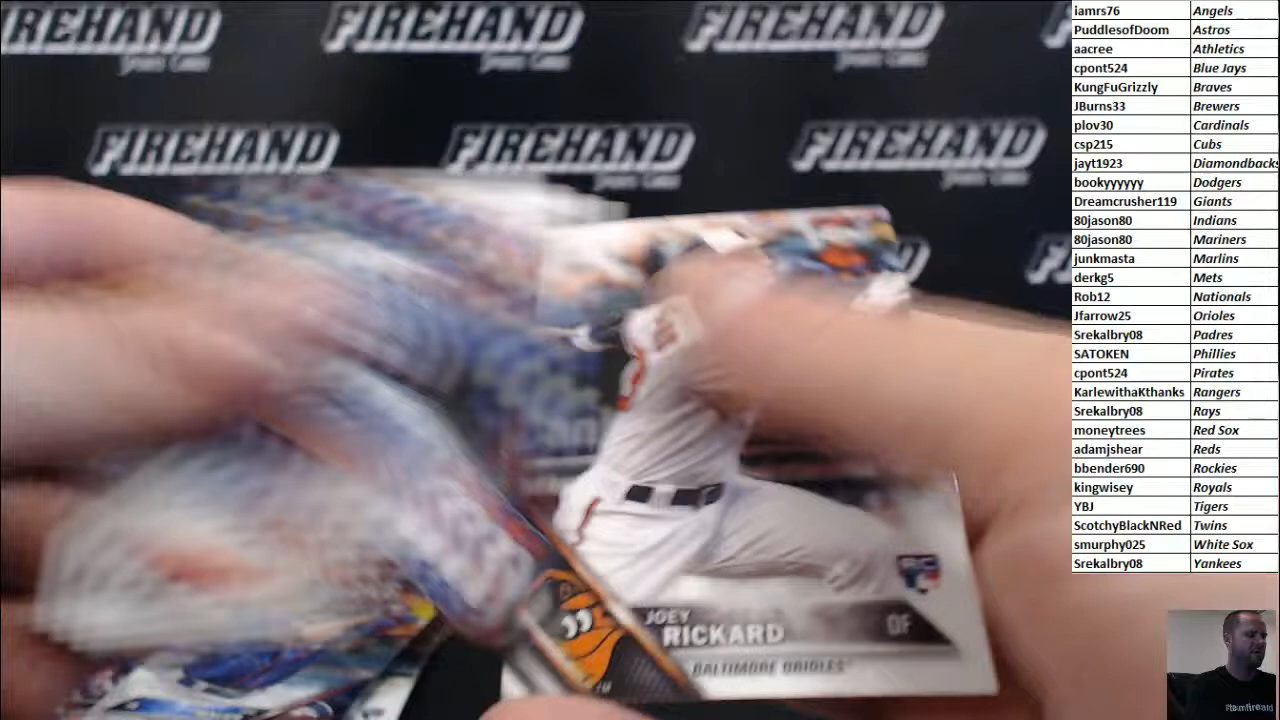 FIREHAND
FIREHAND
FIREHAND
FIREHAND
FIREHAND
JOEY
RICKARD
OF
BALTIMORE ORIOLES
iamrs76 Angels
PuddlesofDoom Astros
aacree Athletics
cpont524 Blue Jays
KungFuGrizzly Braves
JBurns33 Brewers
plov30 Cardinals
csp215 Cubs
jayt1923 Diamondbacks
bookyyyyyy Dodgers
Dreamcrusher119 Giants
80jason80 Indians
80jason80 Mariners
junkmasta Marlins
derkg5 Mets
Rob12 Nationals
Jfarrow25 Orioles
Srekalbry08 Padres
SATOKEN Phillies
cpont524 Pirates
KarlewithaKthanks Rangers
Srekalbry08 Rays
moneytrees Red Sox
adamjshear Reds
bbender690 Rockies
kingwisey Royals
YBJ Tigers
ScotchyBlackNRed Twins
smurphy025 White Sox
Srekalbry08 Yankees